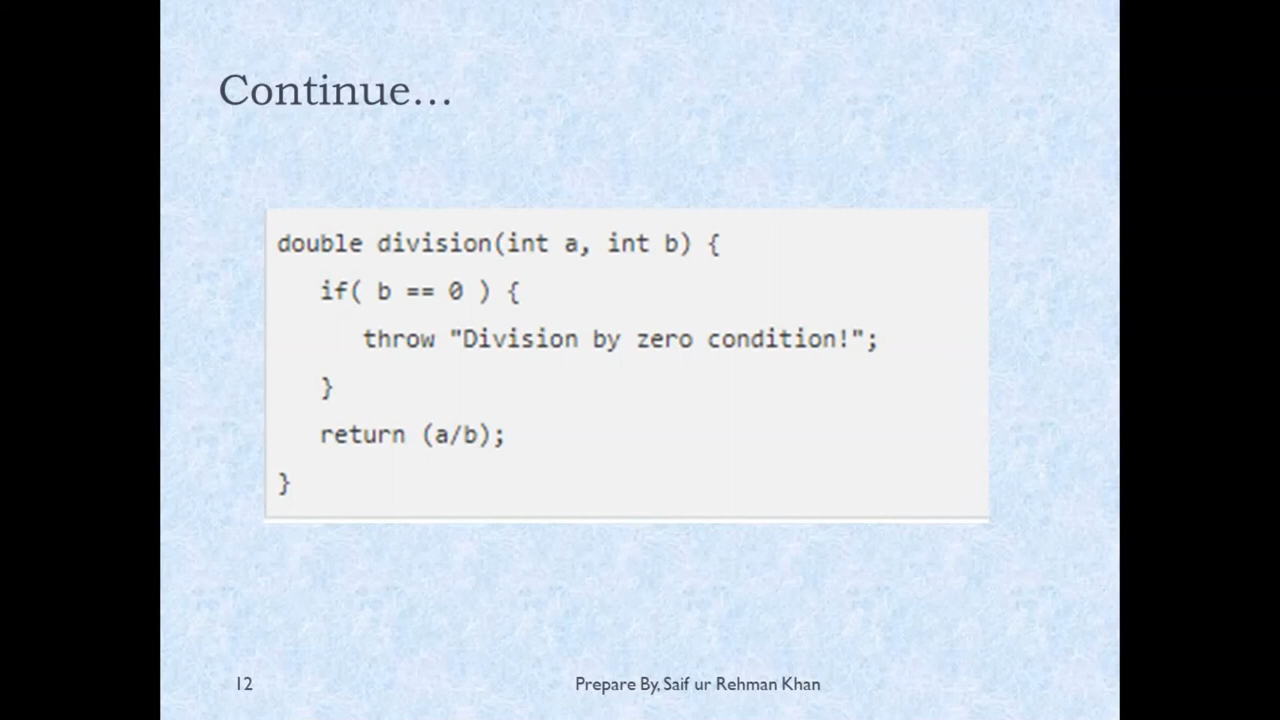 Continue...
double division(int a, int b) {
   if( b == 0 ) {
      throw "Division by zero condition!";
   }
   return (a/b);
}
12
Prepare By, Saif ur Rehman Khan